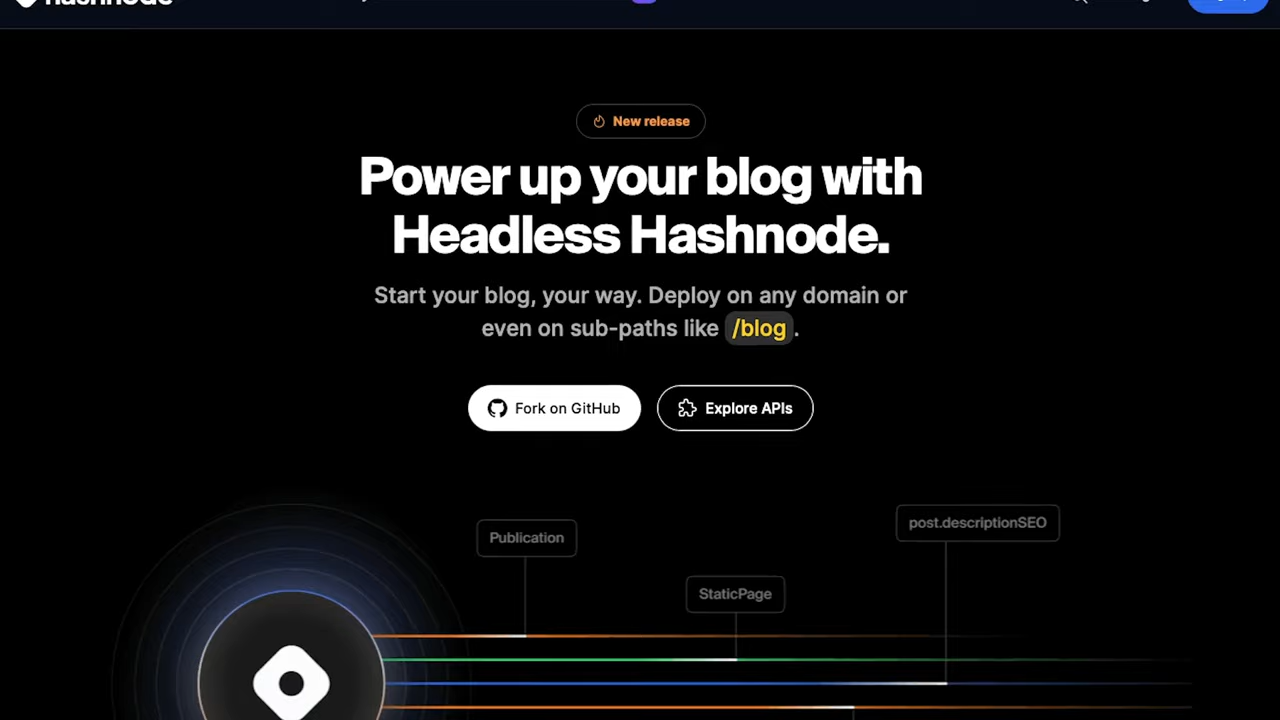 hashnode
New release
Power up your blog with
Headless Hashnode.
Start your blog, your way. Deploy on any domain or
even on sub-paths like /blog.
Fork on GitHub
Explore APIs
post.descriptionSEO
Publication
StaticPage